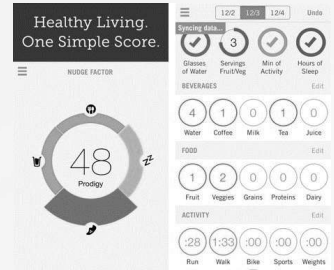 Healthy Living.
One Simple Score.
NUDGE FACTOR
48
Prodigy
12/2 12/3 12/4 Undo
Syncing data...
3
Glasses of Water
Servings Fruit/Veg
Min of Activity
Hours of Sleep
BEVERAGES Edit
4 1 0 1 0
Water Coffee Milk Tea Juice
FOOD Edit
1 2 0 0 0
Fruit Veggies Grains Proteins Dairy
ACTIVITY Edit
:28 1:33 :00 :00 :00
Run Walk Bike Sports Weights